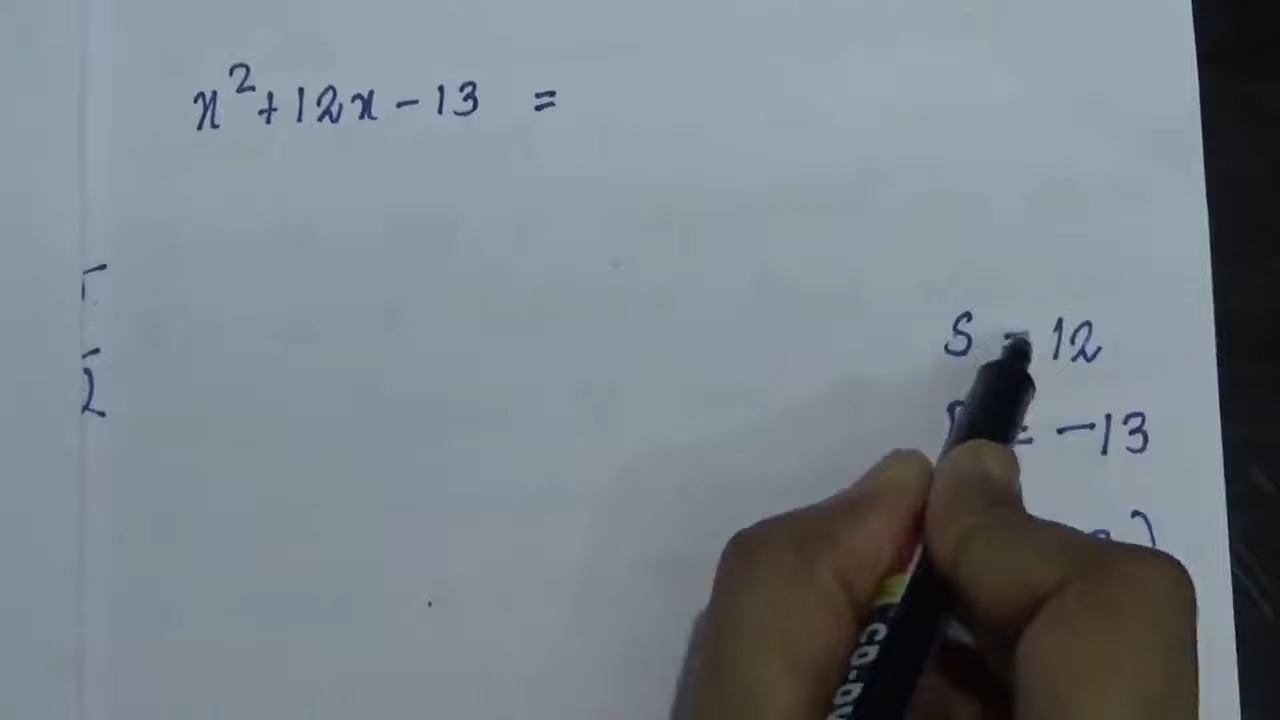 x² + 12x - 13 =
S = 12
P = -13